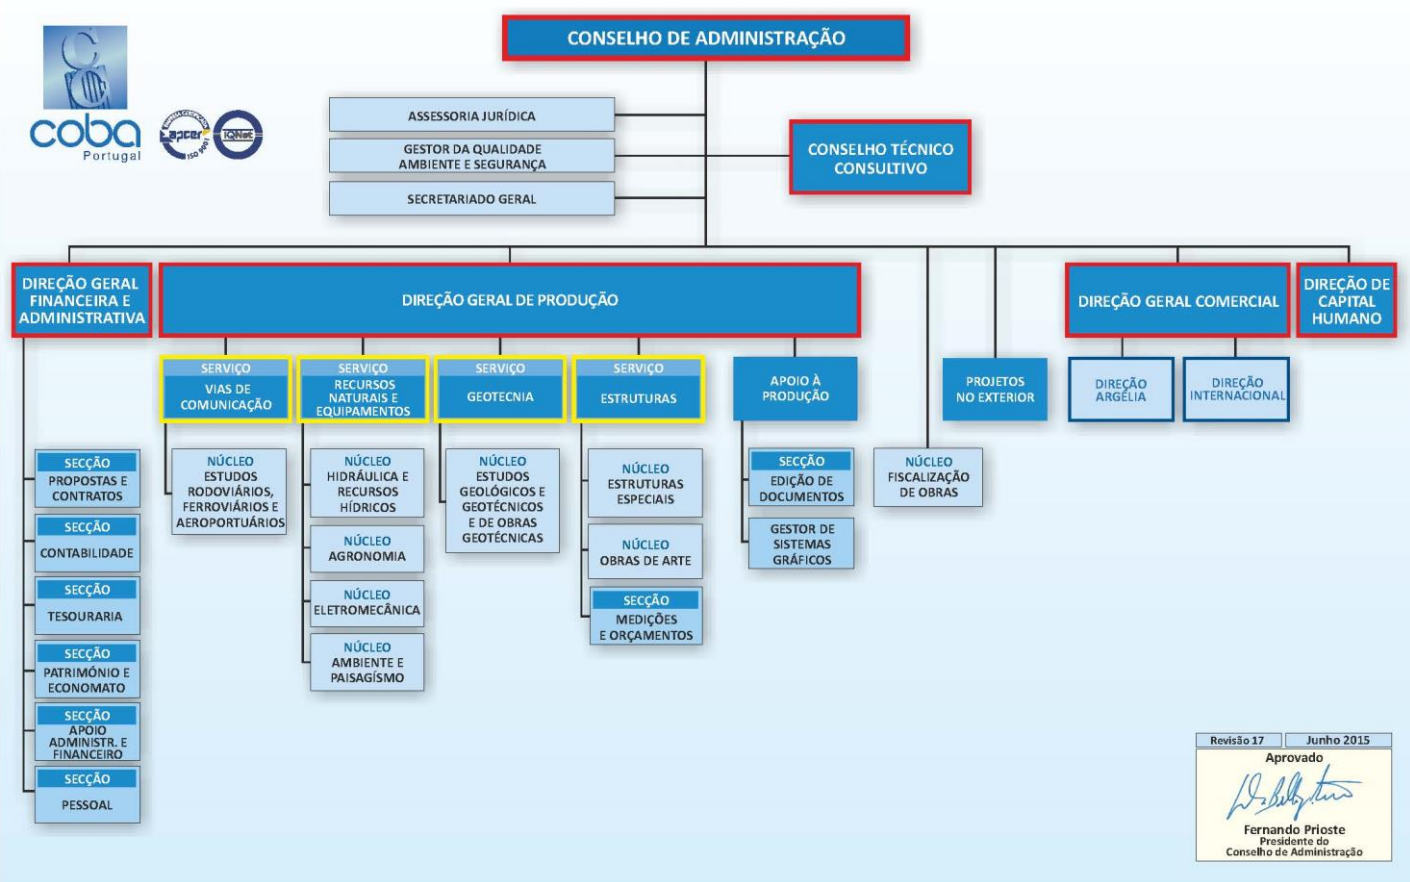 CONSELHO DE ADMINISTRAÇÃO
coba
Portugal
apcer
ISO 9001
IQNet
ASSESSORIA JURÍDICA
GESTOR DA QUALIDADE
AMBIENTE E SEGURANÇA
SECRETARIADO GERAL
CONSELHO TÉCNICO
CONSULTIVO
DIREÇÃO GERAL
FINANCEIRA E
ADMINISTRATIVA
DIREÇÃO GERAL DE PRODUÇÃO
DIREÇÃO GERAL COMERCIAL
DIREÇÃO DE
CAPITAL
HUMANO
SERVIÇO
VIAS DE
COMUNICAÇÃO
SERVIÇO
RECURSOS
NATURAIS E
EQUIPAMENTOS
SERVIÇO
GEOTECNIA
SERVIÇO
ESTRUTURAS
APOIO À
PRODUÇÃO
PROJETOS
NO EXTERIOR
DIREÇÃO
ARGÉLIA
DIREÇÃO
INTERNACIONAL
SECÇÃO
PROPOSTAS E
CONTRATOS
SECÇÃO
CONTABILIDADE
SECÇÃO
TESOURARIA
SECÇÃO
PATRIMÓNIO E
ECONOMATO
SECÇÃO
APOIO
ADMINISTR. E
FINANCEIRO
SECÇÃO
PESSOAL
NÚCLEO
ESTUDOS
RODOVIÁRIOS,
FERROVIÁRIOS E
AEROPORTUÁRIOS
NÚCLEO
HIDRÁULICA E
RECURSOS
HÍDRICOS
NÚCLEO
AGRONOMIA
NÚCLEO
ELETROMECÂNICA
NÚCLEO
AMBIENTE E
PAISAGÍSMO
NÚCLEO
ESTUDOS
GEOLÓGICOS E
GEOTÉCNICOS
E DE OBRAS
GEOTÉCNICAS
NÚCLEO
ESTRUTURAS
ESPECIAIS
NÚCLEO
OBRAS DE ARTE
SECÇÃO
MEDIÇÕES
E ORÇAMENTOS
SECÇÃO
EDIÇÃO DE
DOCUMENTOS
GESTOR DE
SISTEMAS
GRÁFICOS
NÚCLEO
FISCALIZAÇÃO
DE OBRAS
Revisão 17 Junho 2015
Aprovado
Fernando Prioste
Presidente do
Conselho de Administração